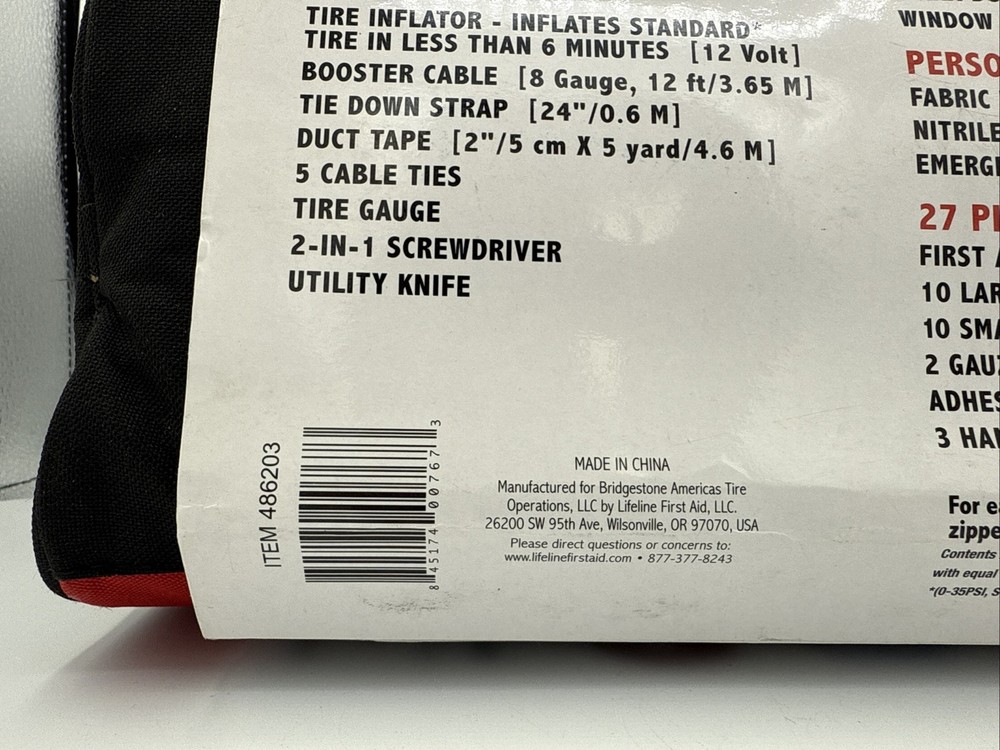 TIRE INFLATOR - INFLATES STANDARD*
TIRE IN LESS THAN 6 MINUTES [12 Volt]
BOOSTER CABLE [8 Gauge, 12 ft/3.65 M]
TIE DOWN STRAP [24"/0.6 M]
DUCT TAPE [2"/5 cm X 5 yard/4.6 M]
5 CABLE TIES
TIRE GAUGE
2-IN-1 SCREWDRIVER
UTILITY KNIFE
WINDOW
PERSO
FABRIC
NITRILE
EMERG
27 P
FIRST
10 LAR
10 SMA
2 GAUZ
ADHES
3 HA
ITEM 486203
8 45174 00767 3
MADE IN CHINA
Manufactured for Bridgestone Americas Tire
Operations, LLC by Lifeline First Aid, LLC.
26200 SW 95th Ave, Wilsonville, OR 97070, USA
Please direct questions or concerns to:
www.lifelinefirstaid.com • 877-377-8243
For e
zippe
Contents
with equal
*(0-35PSI, S